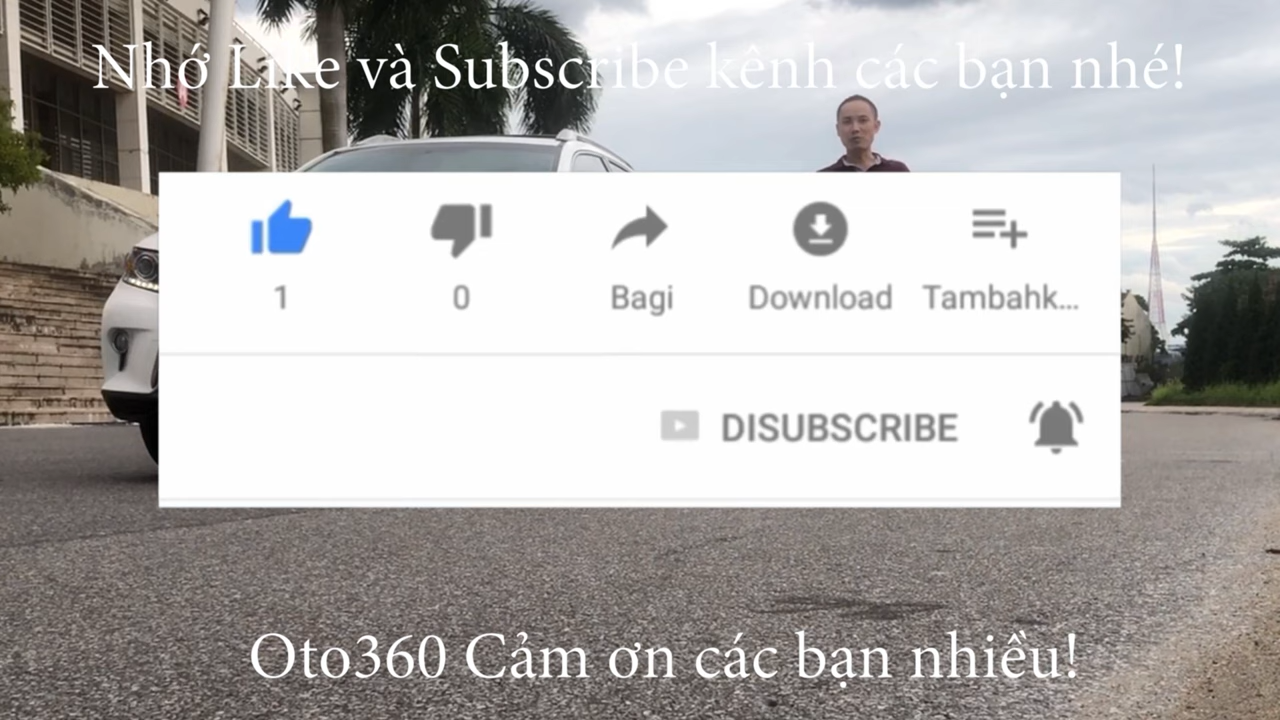 Nhớ Like và Subscribe kênh các bạn nhé!
1 0 Bagi Download Tambahk...
DISUBSCRIBE
Oto360 Cảm ơn các bạn nhiều!